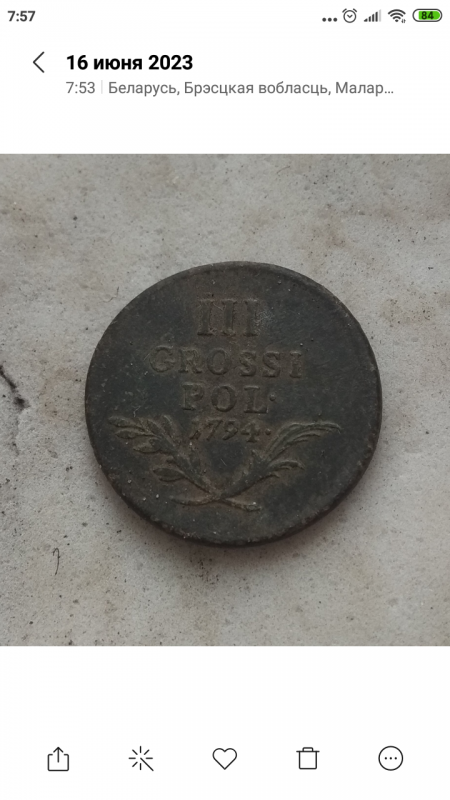 7:57
84
16 июня 2023
7:53 | Беларусь, Брэсцкая вобласць, Малар...
III
GROSSI
POL·
1794·